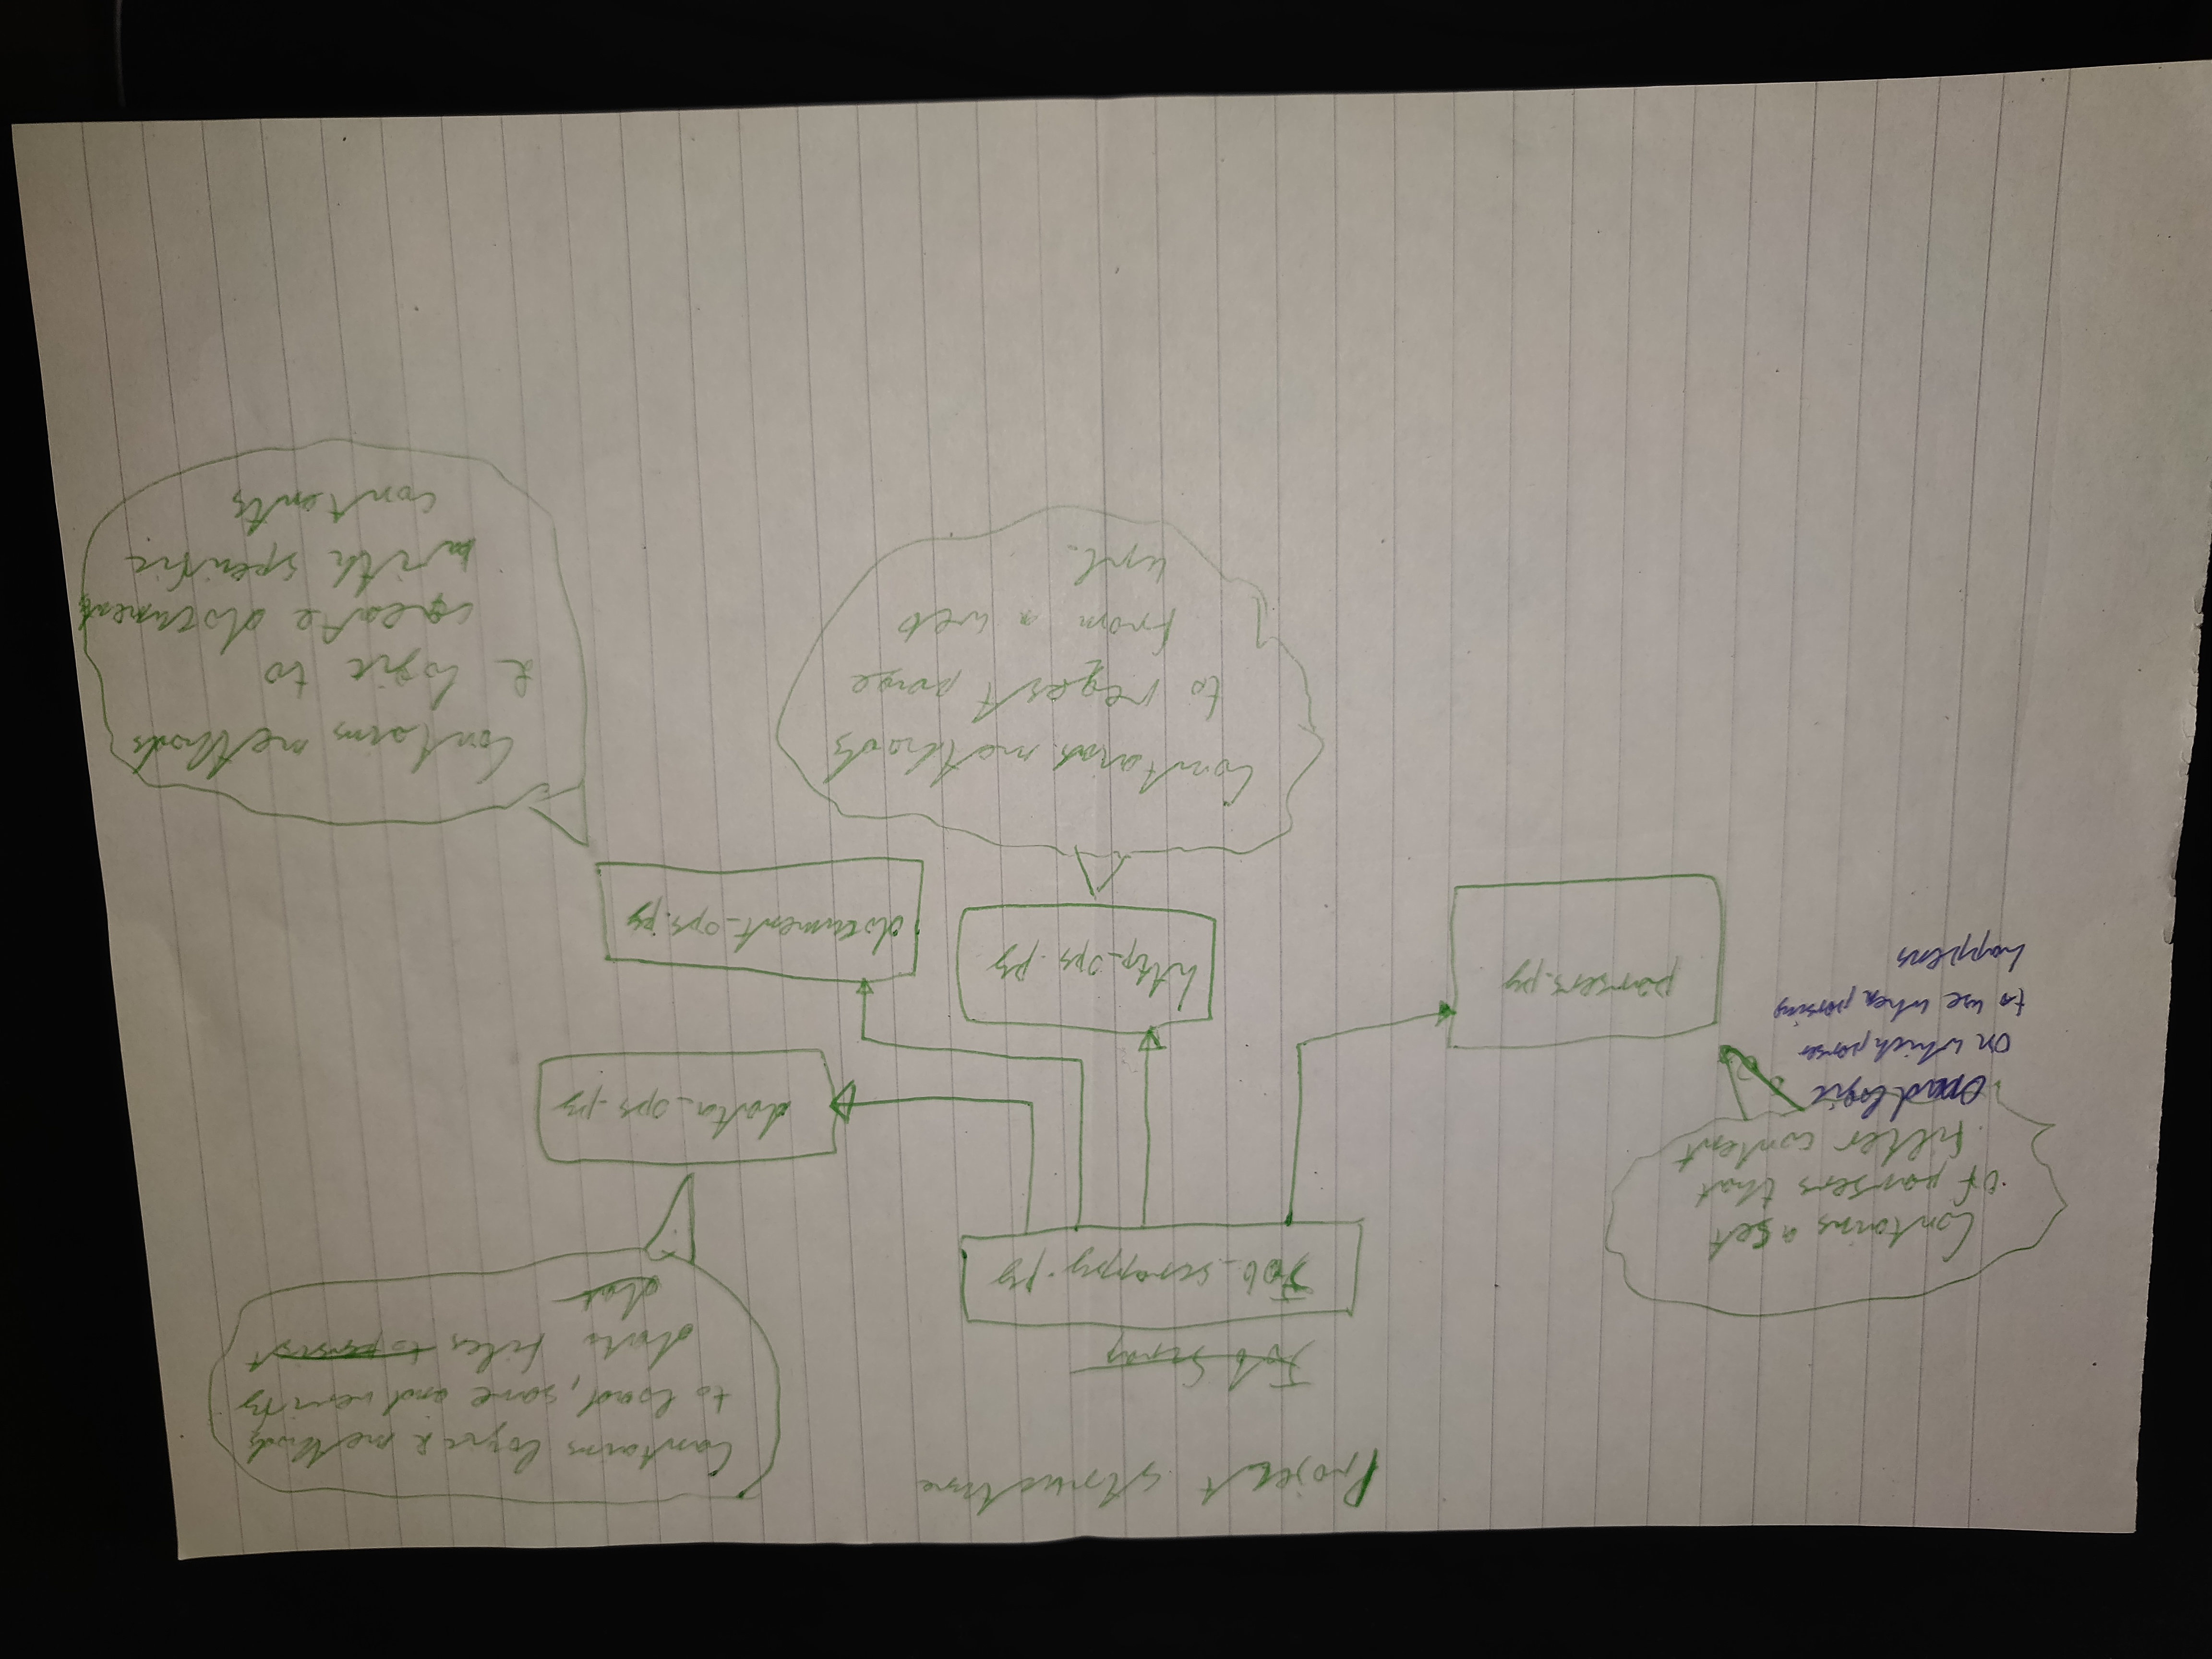 Project structure
Job Scrap
Job_scrappy.py
Contains logic & methods
to load, save and verify
data files to persist
dat
Contains a set
of parsers that
filter content
and logic
on which parser
to use when parsing
happens
data_ops.py
parsers.py
http_ops.py
document_ops.py
Contains methods
to reqest page
from a web
url.
Contains methods
& logic to
create documents
with specific
contents